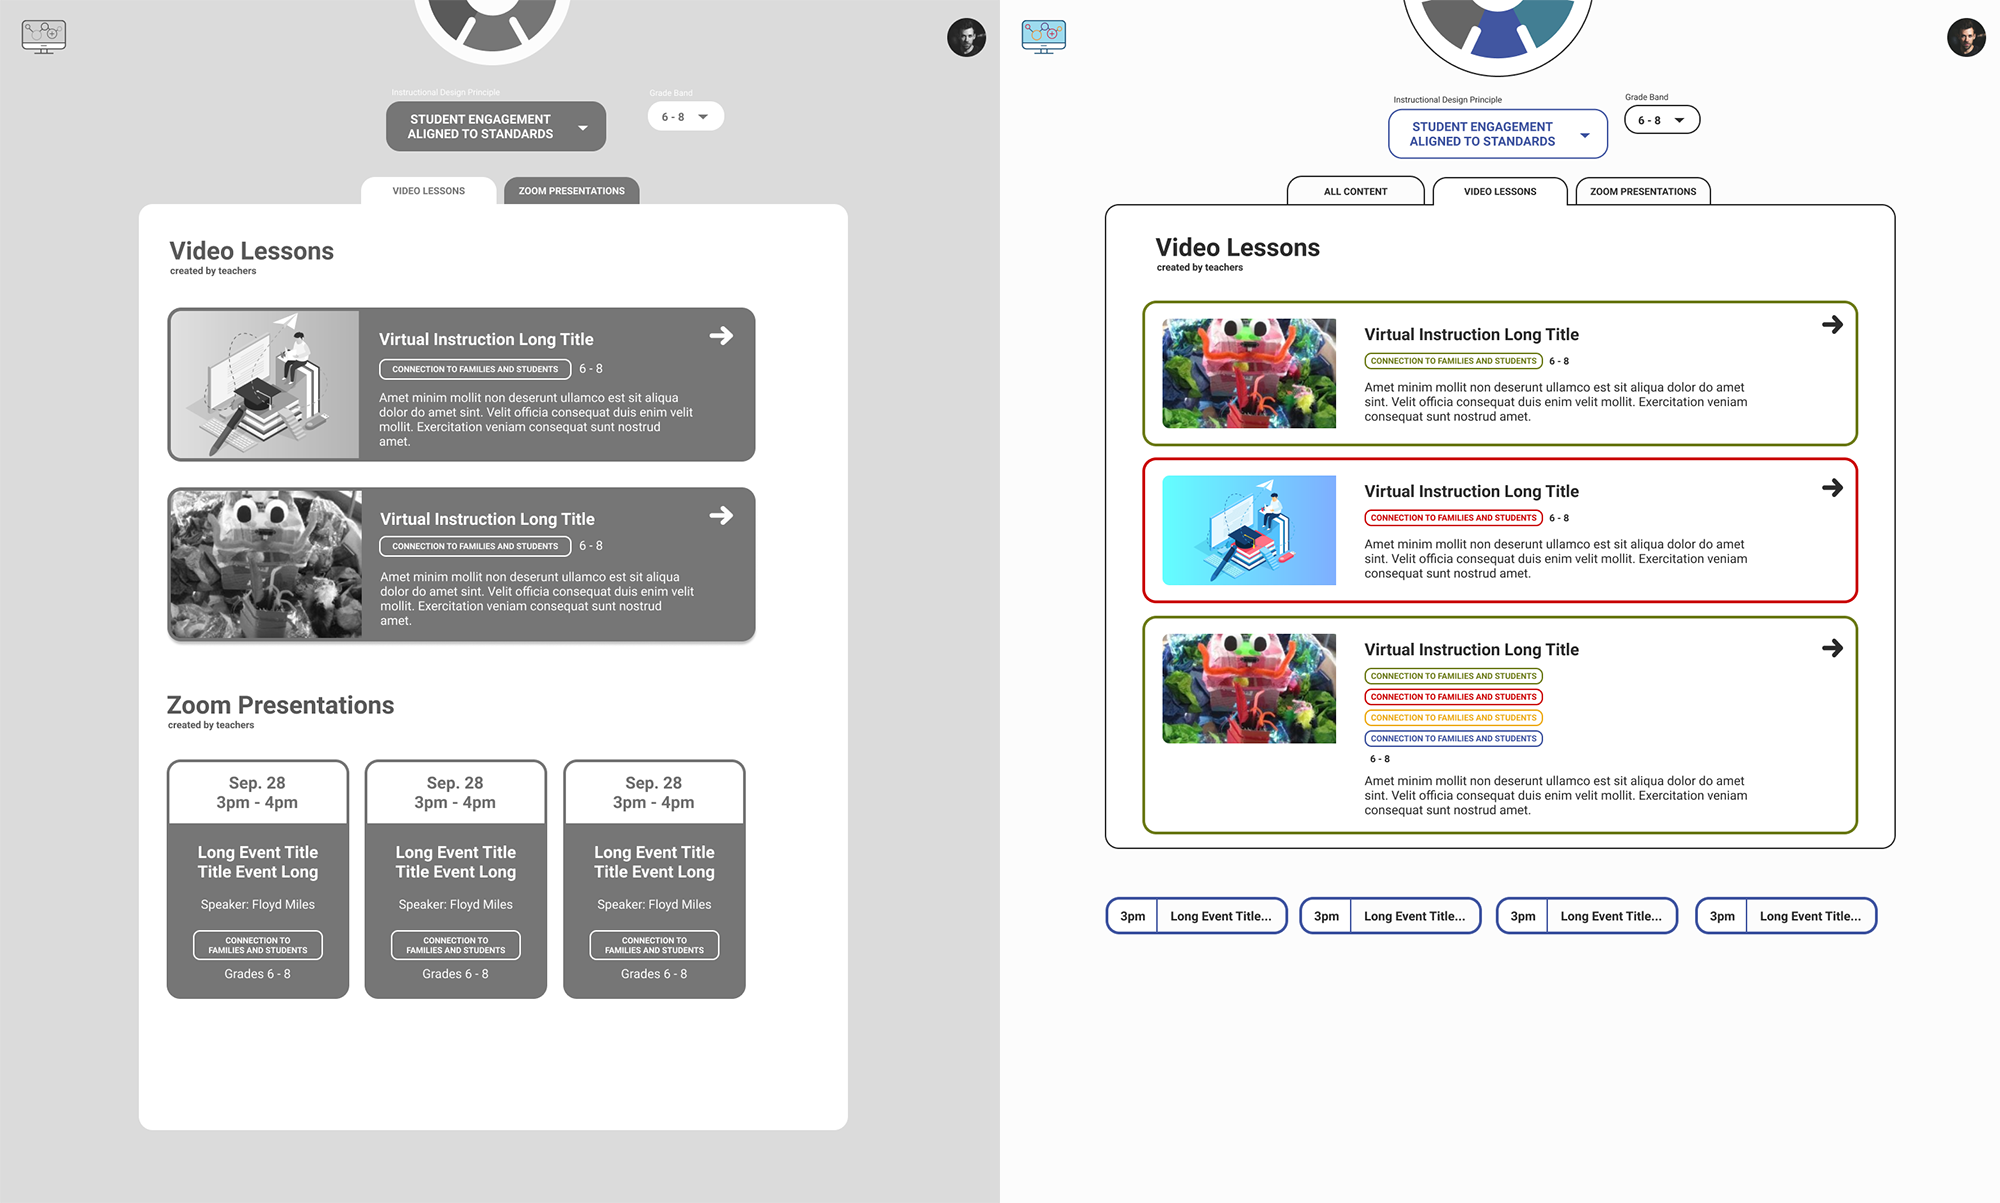 Instructional Design Principle
Grade Band
STUDENT ENGAGEMENT
ALIGNED TO STANDARDS
6 - 8
VIDEO LESSONS
ZOOM PRESENTATIONS
Video Lessons
created by teachers
Virtual Instruction Long Title
CONNECTION TO FAMILIES AND STUDENTS
6 - 8
Amet minim mollit non deserunt ullamco est sit aliqua
dolor do amet sint. Velit officia consequat duis enim velit
mollit. Exercitation veniam consequat sunt nostrud
amet.
Virtual Instruction Long Title
CONNECTION TO FAMILIES AND STUDENTS
6 - 8
Amet minim mollit non deserunt ullamco est sit aliqua
dolor do amet sint. Velit officia consequat duis enim velit
mollit. Exercitation veniam consequat sunt nostrud
amet.
Zoom Presentations
created by teachers
Sep. 28
3pm - 4pm
Long Event Title
Title Event Long
Speaker: Floyd Miles
CONNECTION TO
FAMILIES AND STUDENTS
Grades 6 - 8
Sep. 28
3pm - 4pm
Long Event Title
Title Event Long
Speaker: Floyd Miles
CONNECTION TO
FAMILIES AND STUDENTS
Grades 6 - 8
Sep. 28
3pm - 4pm
Long Event Title
Title Event Long
Speaker: Floyd Miles
CONNECTION TO
FAMILIES AND STUDENTS
Grades 6 - 8
Instructional Design Principle
Grade Band
STUDENT ENGAGEMENT
ALIGNED TO STANDARDS
6 - 8
ALL CONTENT
VIDEO LESSONS
ZOOM PRESENTATIONS
Video Lessons
created by teachers
Virtual Instruction Long Title
CONNECTION TO FAMILIES AND STUDENTS
6 - 8
Amet minim mollit non deserunt ullamco est sit aliqua dolor do amet
sint. Velit officia consequat duis enim velit mollit. Exercitation veniam
consequat sunt nostrud amet.
Virtual Instruction Long Title
CONNECTION TO FAMILIES AND STUDENTS
6 - 8
Amet minim mollit non deserunt ullamco est sit aliqua dolor do amet
sint. Velit officia consequat duis enim velit mollit. Exercitation veniam
consequat sunt nostrud amet.
Virtual Instruction Long Title
CONNECTION TO FAMILIES AND STUDENTS
CONNECTION TO FAMILIES AND STUDENTS
CONNECTION TO FAMILIES AND STUDENTS
CONNECTION TO FAMILIES AND STUDENTS
6 - 8
Amet minim mollit non deserunt ullamco est sit aliqua dolor do amet
sint. Velit officia consequat duis enim velit mollit. Exercitation veniam
consequat sunt nostrud amet.
3pm Long Event Title...
3pm Long Event Title...
3pm Long Event Title...
3pm Long Event Title...